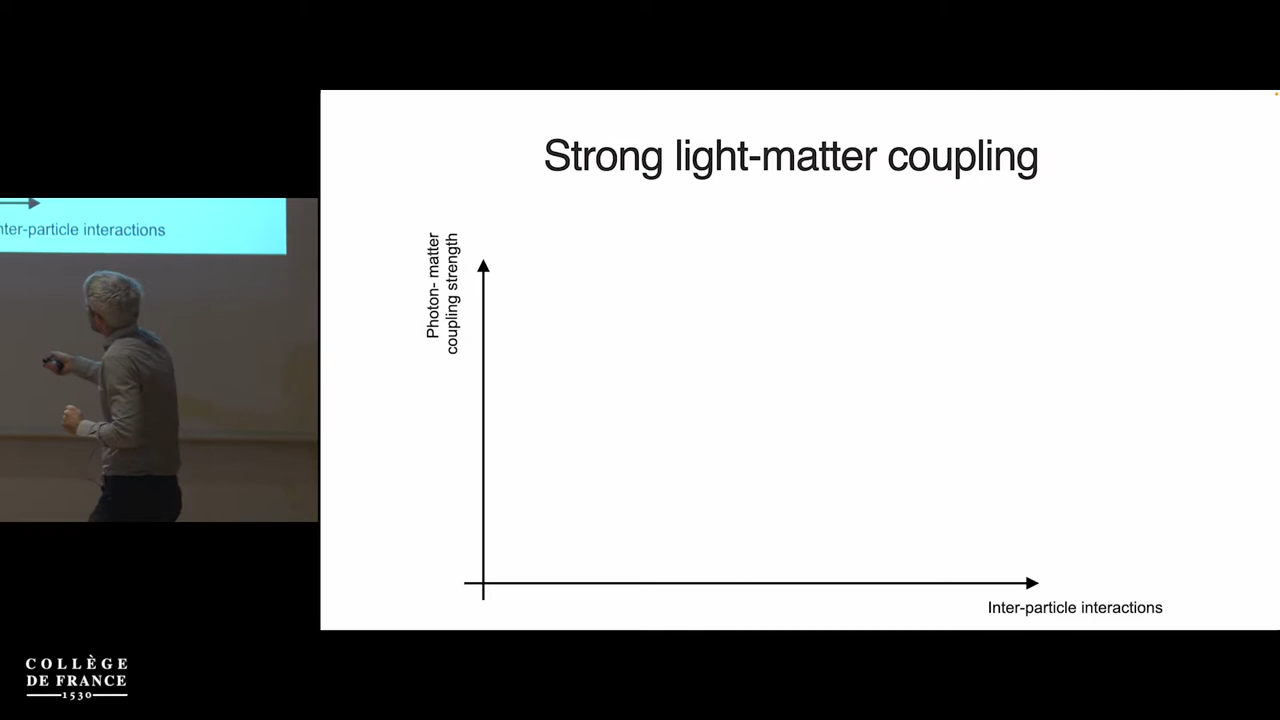 Strong light-matter coupling
Photon- matter
coupling strength
Inter-particle interactions
nter-particle interactions
COLLÈGE
DE FRANCE
1530